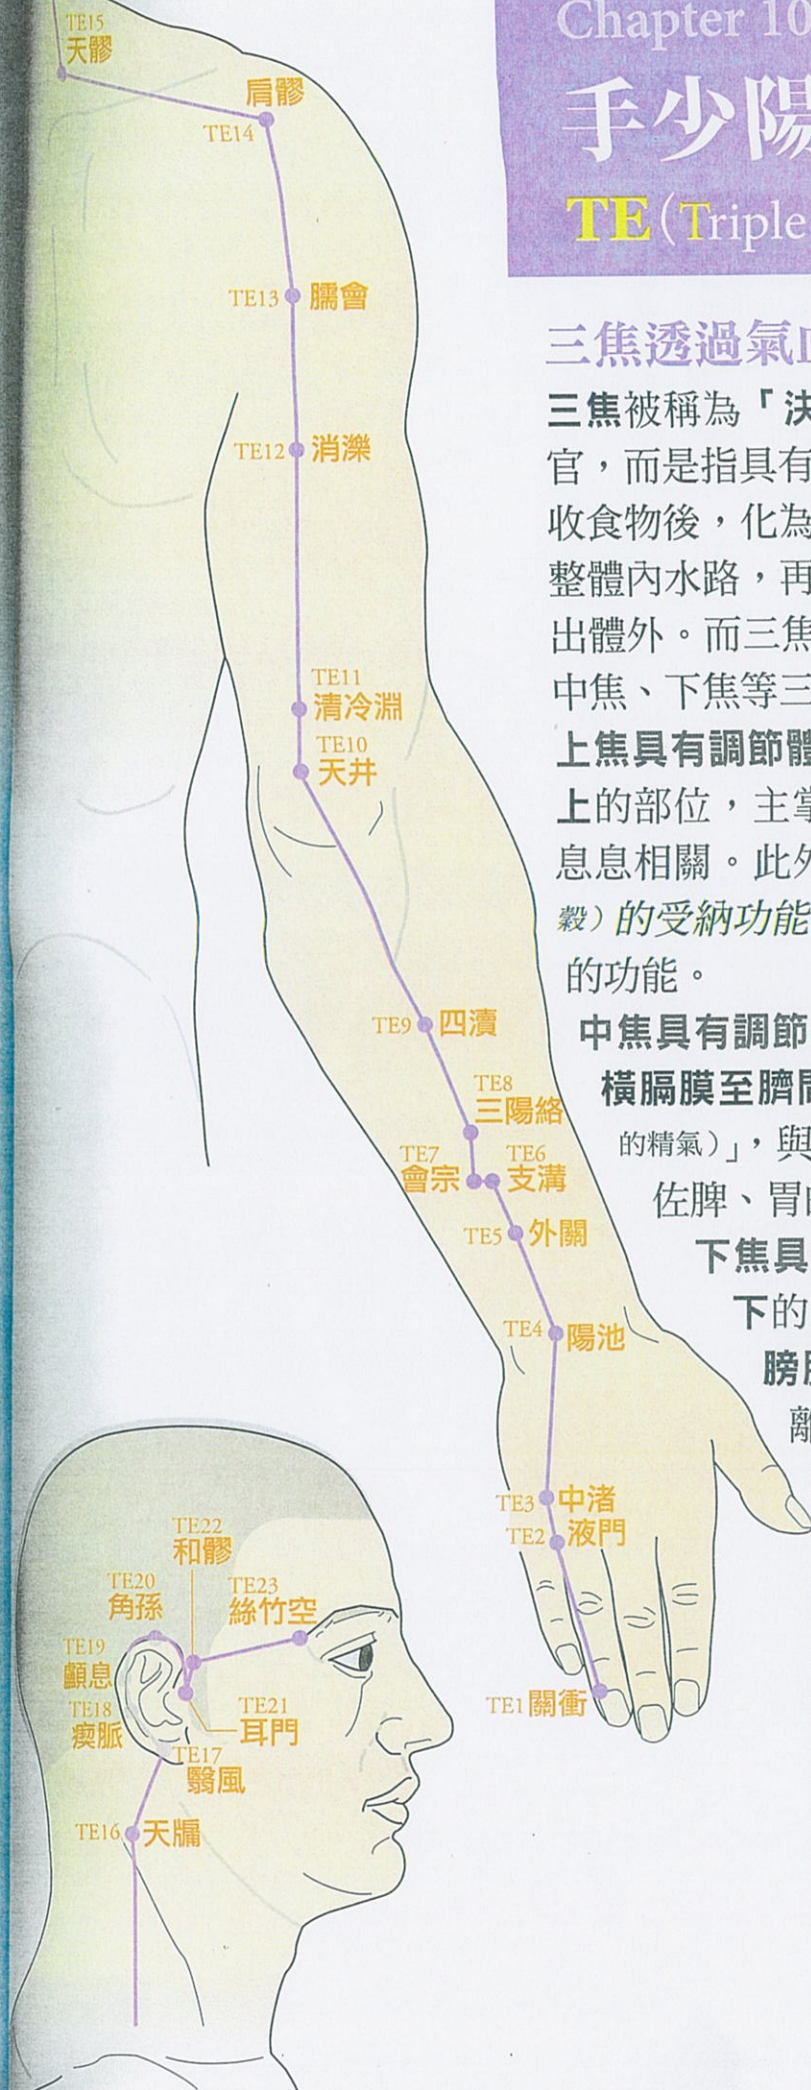 TE15
天髎
肩髎
TE14
TE13 臑會
TE12 消濼
TE11
清冷淵
TE10
天井
TE9 四瀆
TE8
三陽絡
TE7
會宗
TE6
支溝
TE5 外關
TE4 陽池
TE3 中渚
TE2 液門
TE1 關衝
TE22
和髎
TE20
角孫
TE23
絲竹空
TE19
顱息
TE18
瘈脈
TE21
耳門
TE17
翳風
TE16 天牖
Chapter 10
手少陽
TE(Triple
三焦透過氣血
三焦被稱為「決
官，而是指具有
收食物後，化為
整體內水路，再
出體外。而三焦
中焦、下焦等三
上焦具有調節體
上的部位，主掌
息息相關。此外
穀）的受納功能
的功能。
中焦具有調節
橫膈膜至臍間
的精氣）」，與
佐脾、胃的
下焦具
下的
膀胱
離